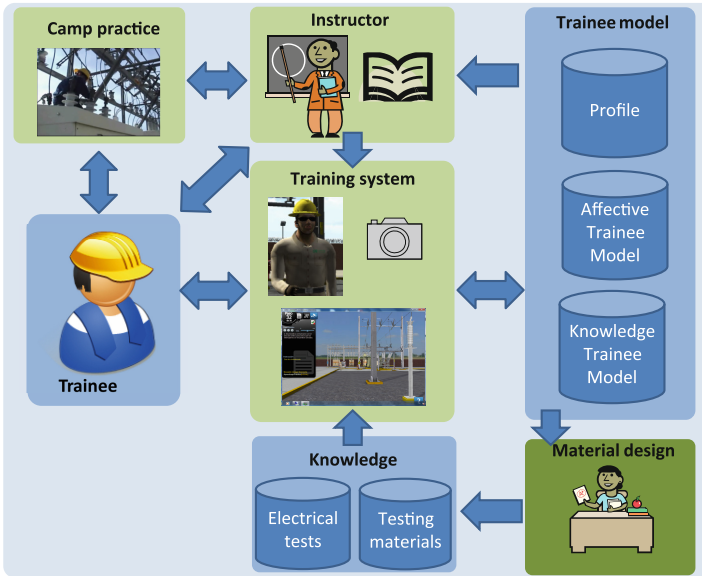 Camp practice
Instructor
Trainee model
Profile
Training system
Affective
Trainee
Model
Knowledge
Trainee
Model
Trainee
Knowledge
Electrical
tests
Testing
materials
Material design